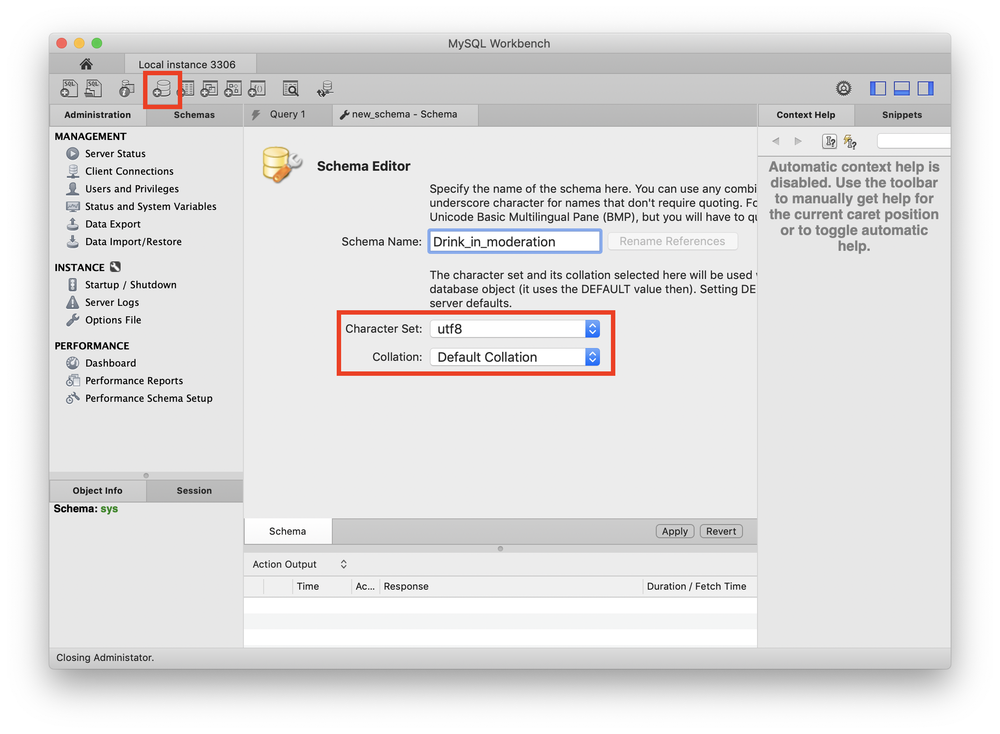 MySQL Workbench
Local instance 3306
SQL SQL
Administration Schemas
MANAGEMENT
Server Status
Client Connections
Users and Privileges
Status and System Variables
Data Export
Data Import/Restore
INSTANCE
Startup / Shutdown
Server Logs
Options File
PERFORMANCE
Dashboard
Performance Reports
Performance Schema Setup
Object Info Session
Schema: sys
Query 1 new_schema - Schema
Schema Editor
Specify the name of the schema here. You can use any combi
underscore character for names that don't require quoting. Fo
Unicode Basic Multilingual Pane (BMP), but you will have to qu
Schema Name: Drink_in_moderation Rename References
The character set and its collation selected here will be used
database object (it uses the DEFAULT value then). Setting DE
server defaults.
Character Set: utf8
Collation: Default Collation
Schema Apply Revert
Action Output
Time Ac... Response Duration / Fetch Time
Context Help Snippets
Automatic context help is
disabled. Use the toolbar
to manually get help for
the current caret position
or to toggle automatic
help.
Closing Administator.